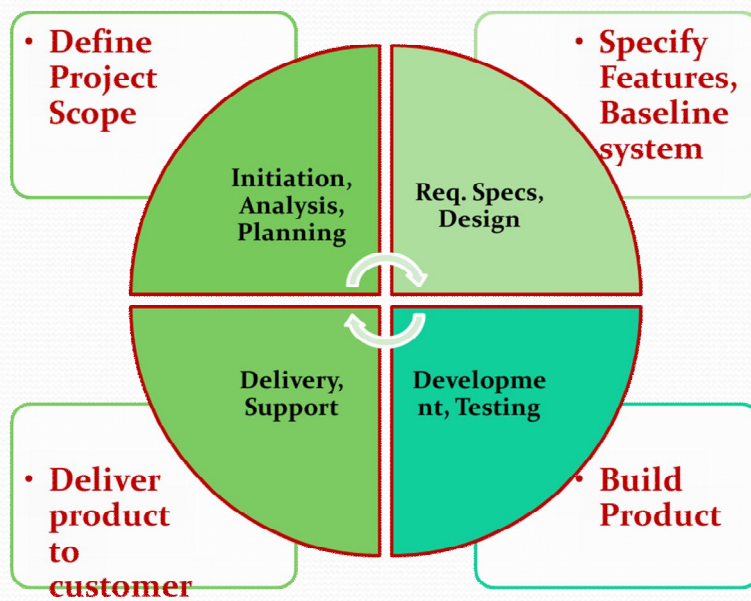 • Define
Project
Scope
• Specify
Features,
Baseline
system
Initiation,
Analysis,
Planning
Req. Specs,
Design
Delivery,
Support
Developme
nt, Testing
• Deliver
product
to
customer
• Build
Product